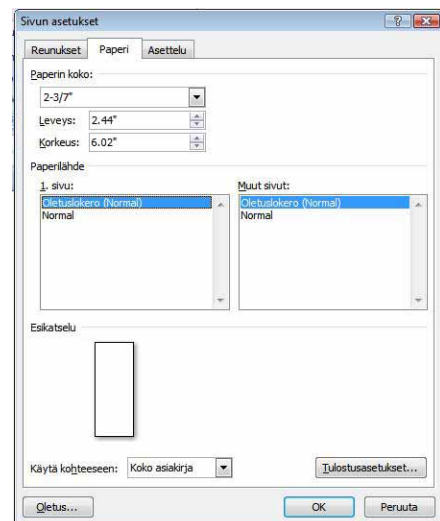 Sivun asetukset
Reunukset Paperi Asettelu
Paperin koko:
2-3/7"
Leveys: 2.44"
Korkeus: 6.02"
Paperilähde
1. sivu: Muut sivut:
Oletuslokero (Normal) Oletuslokero (Normal)
Normal Normal
Esikatselu
Käytä kohteeseen: Koko asiakirja Tulostusasetukset...
Oletus... OK Peruuta